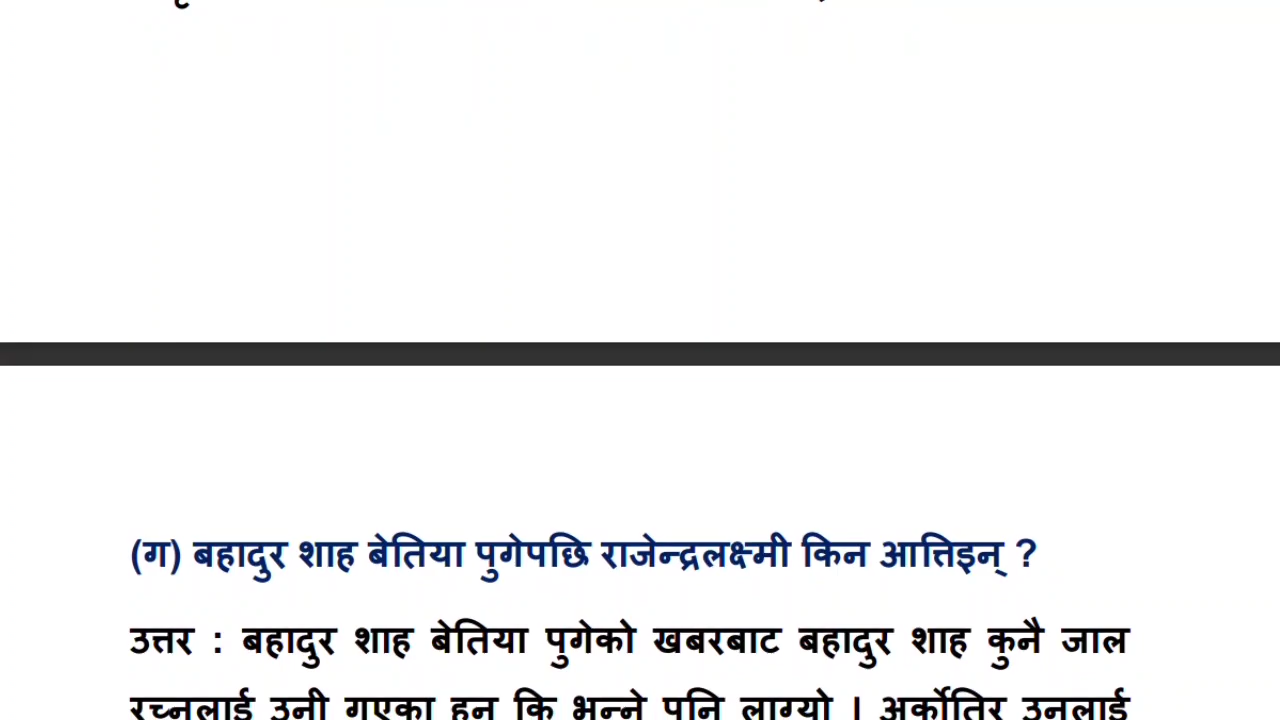 (ग) बहादुर शाह बेतिया पुगेपछि राजेन्द्रलक्ष्मी किन आत्तिइन् ?
उत्तर : बहादुर शाह बेतिया पुगेको खबरबाट बहादुर शाह कुनै जाल
रच्नलाई उनी गएका हुन् कि भन्ने पनि लाग्यो । अर्कोतिर उनलाई